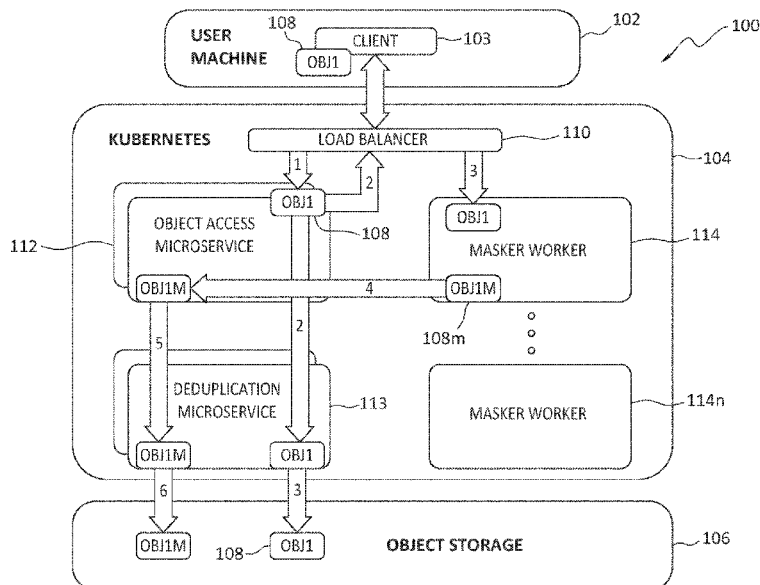 108
USER
MACHINE
CLIENT
OBJ1
103
102
100
KUBERNETES
LOAD BALANCER
110
104
1
2
3
OBJ1
108
OBJ1
112
OBJECT ACCESS
MICROSERVICE
MASKER WORKER
114
OBJ1M
4
OBJ1M
108m
5
2
DEDUPLICATION
MICROSERVICE
113
MASKER WORKER
114n
OBJ1M
OBJ1
6
3
OBJ1M
108
OBJ1
OBJECT STORAGE
106